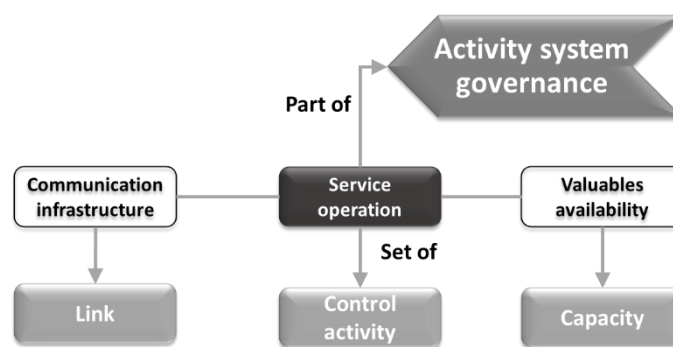 Activity system
governance
Part of
Communication
infrastructure
Service
operation
Valuables
availability
Set of
Link
Control
activity
Capacity